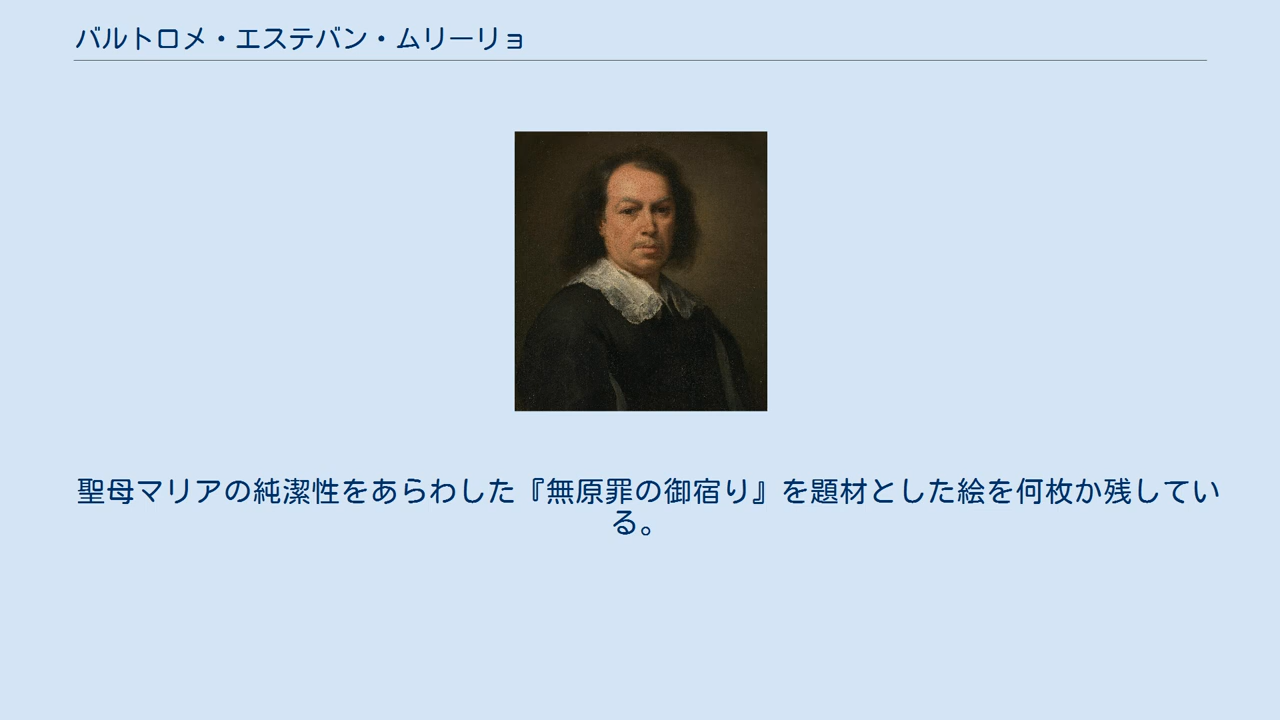 バルトロメ・エステバン・ムリーリョ
聖母マリアの純潔性をあらわした『無原罪の御宿り』を題材とした絵を何枚か残してい
る。